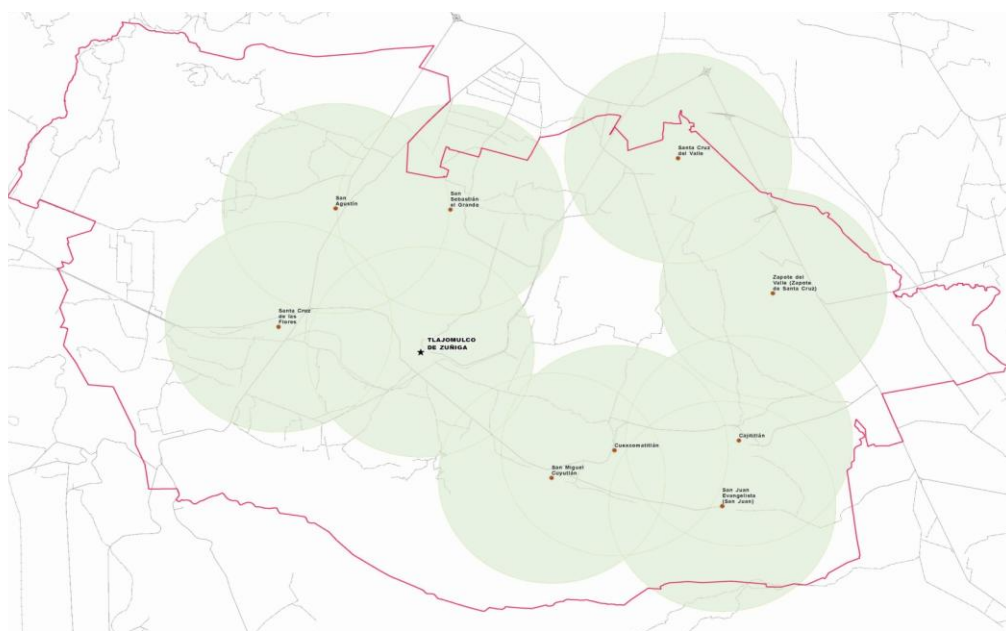 Santa Cruz
del Valle
San
Agustín
San
Sebastián
el Grande
Zapote del
Valle (Zapote
de Santa Cruz)
Santa Cruz
de las
Flores
TLAJOMULCO
DE ZUÑIGA
Cajititlán
Cuexcomatitlán
San Miguel
Cuyutlán
San Juan
Evangelista
(San Juan)